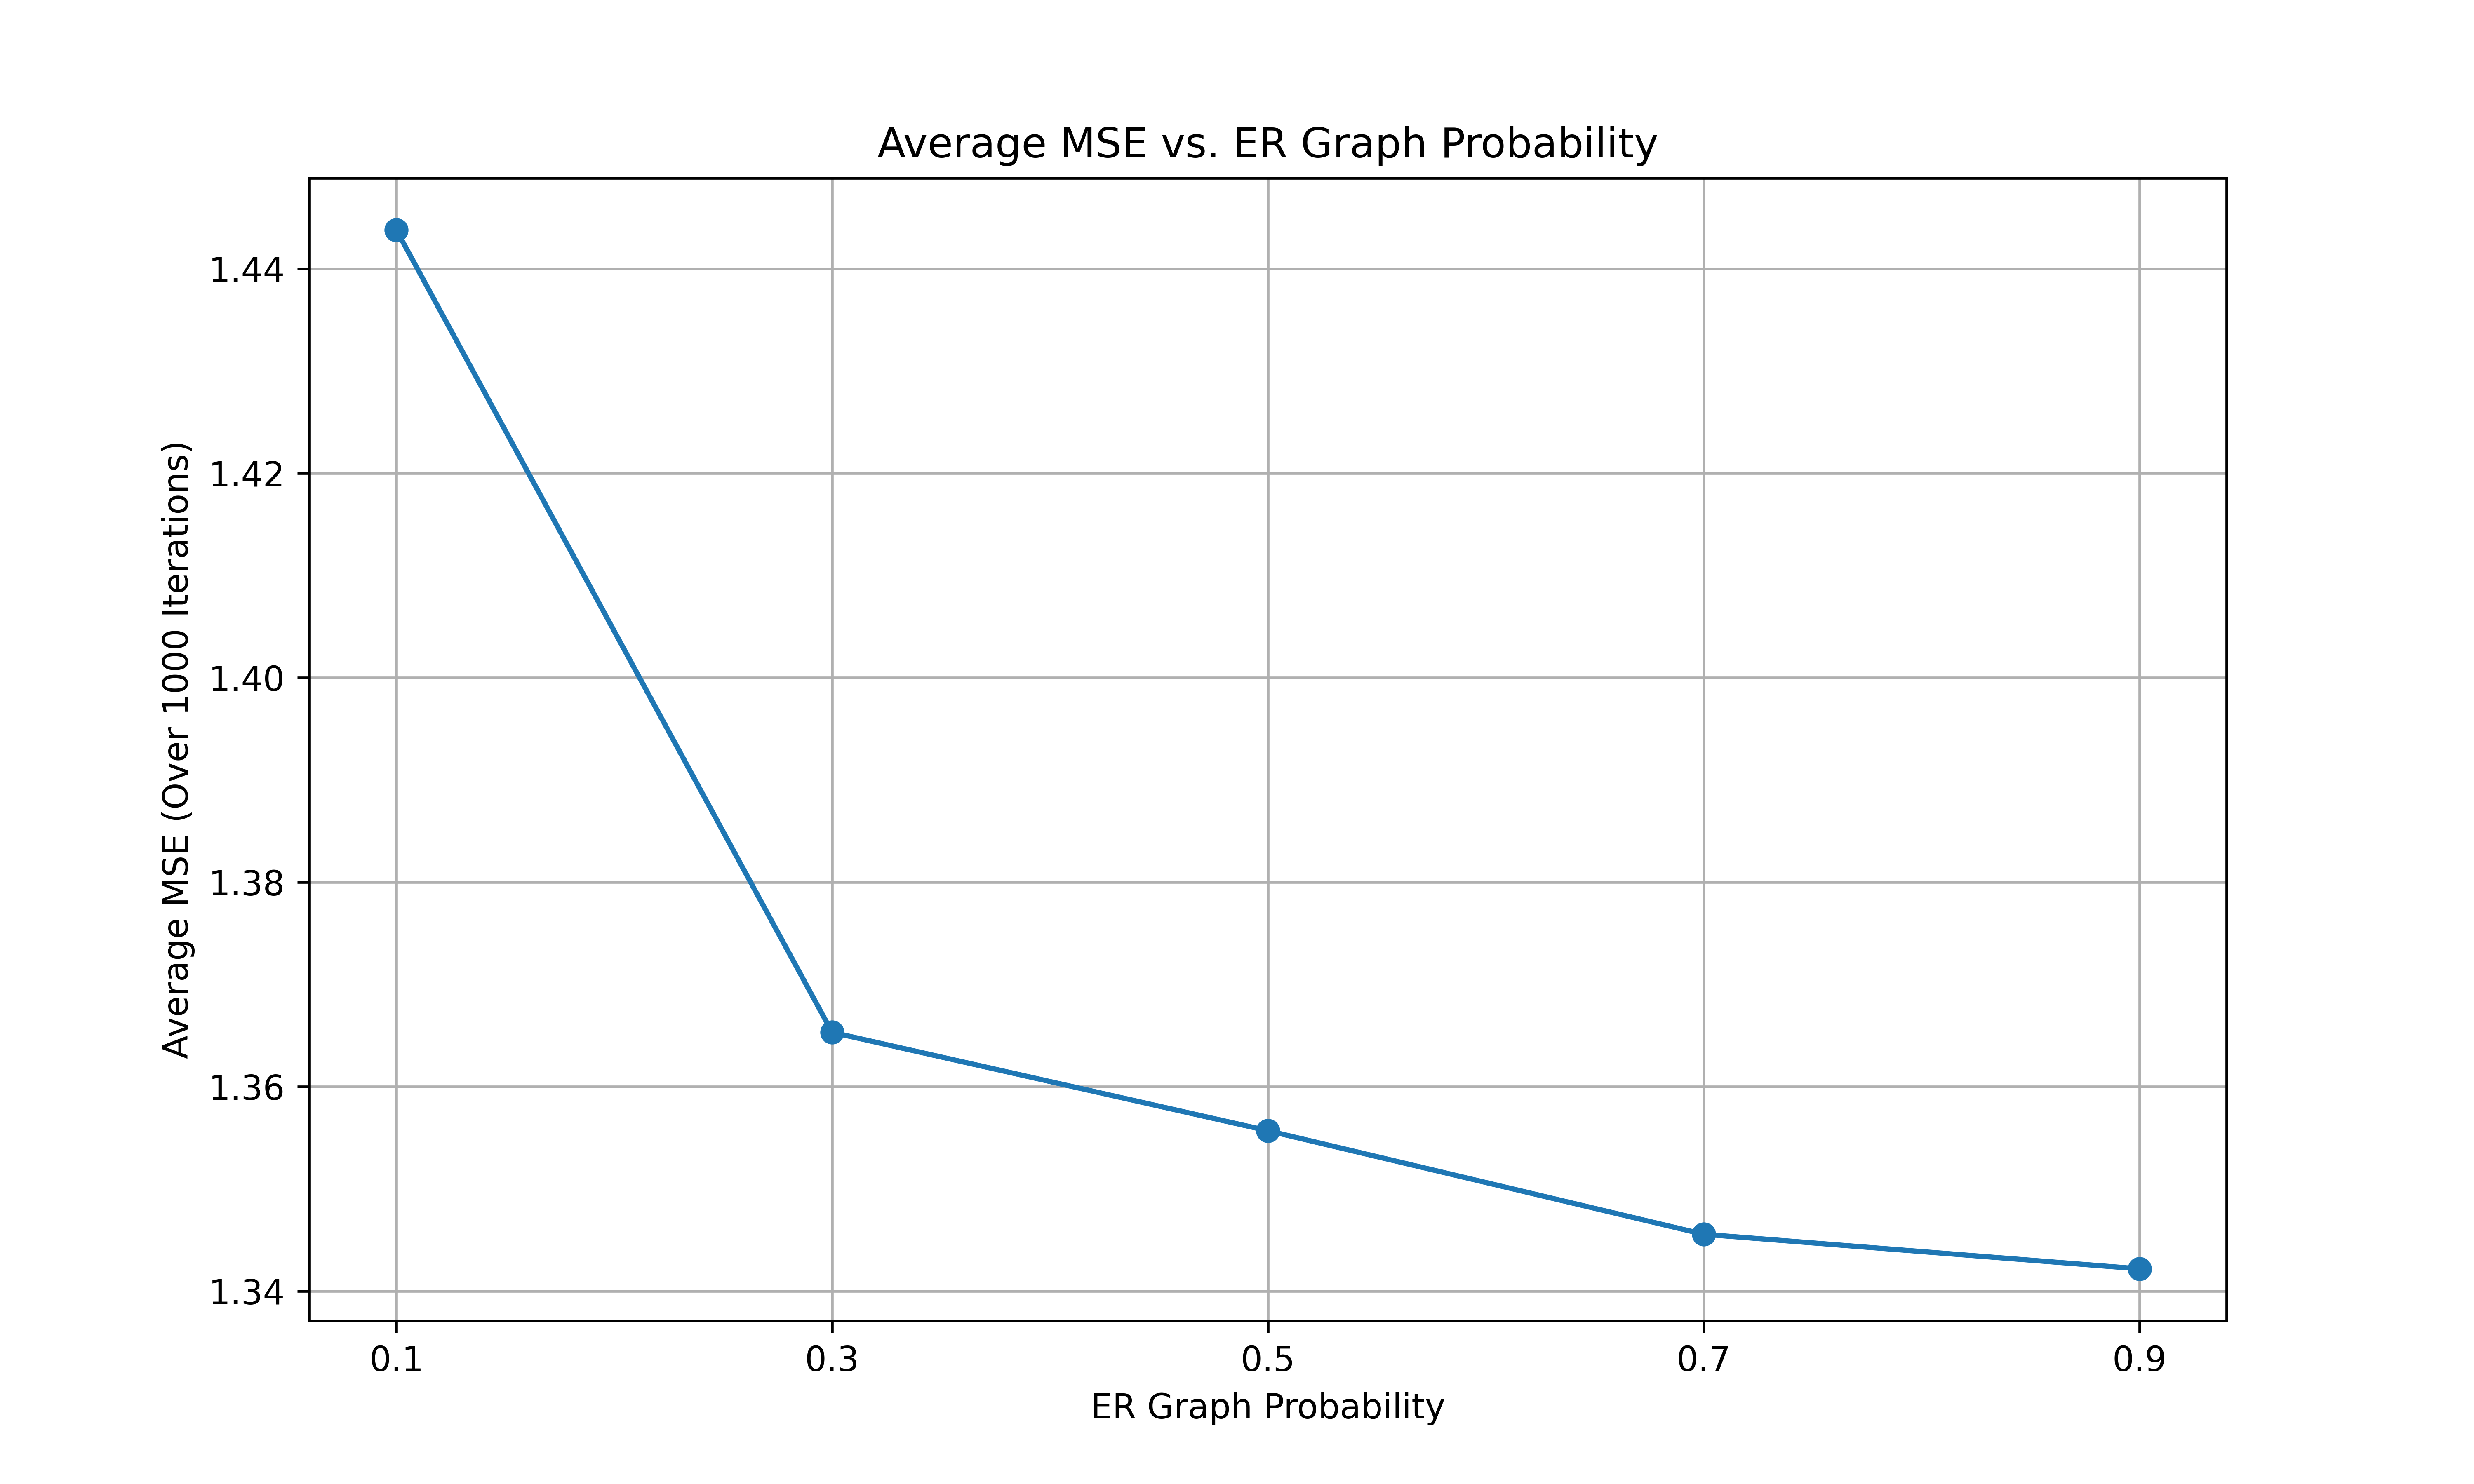 Average MSE vs. ER Graph Probability
Average MSE (Over 1000 Iterations)
1.44
1.42
1.40
1.38
1.36
1.34
0.1 0.3 0.5 0.7 0.9
ER Graph Probability